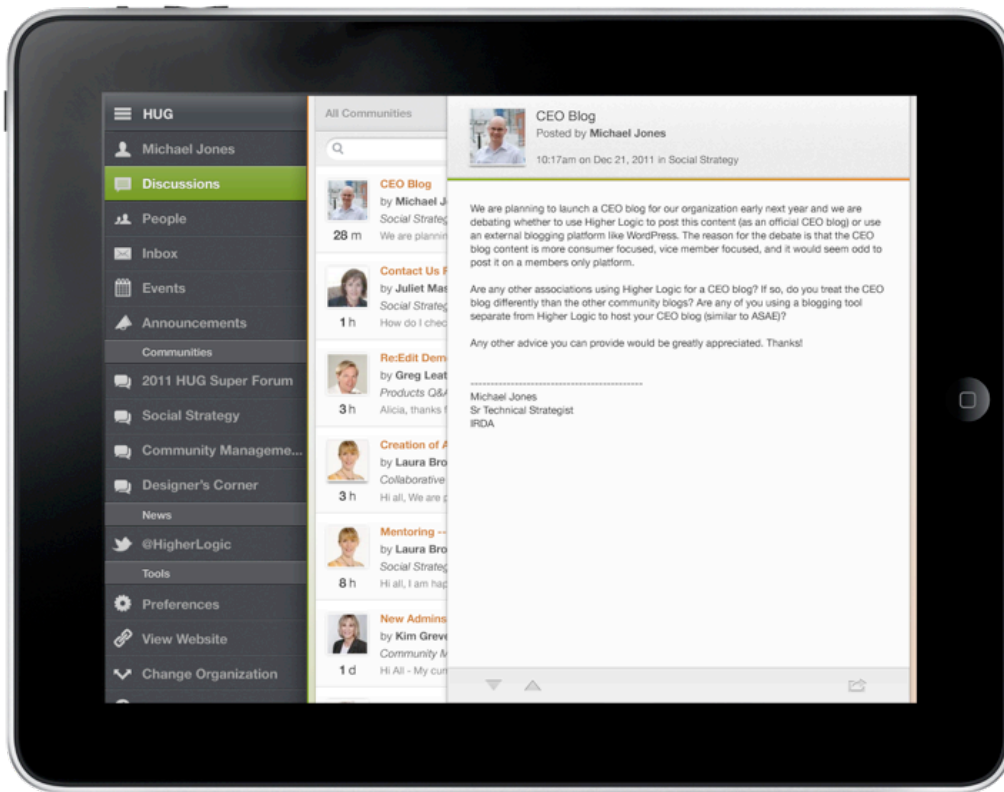 HUG
Michael Jones
Discussions
People
Inbox
Events
Announcements
Communities
2011 HUG Super Forum
Social Strategy
Community Manageme...
Designer's Corner
News
@HigherLogic
Tools
Preferences
View Website
Change Organization
All Communities
CEO Blog
by Michael J
Social Strateg
28 m
We are plannin
Contact Us F
by Juliet Mas
Social Strateg
1 h
How do I chec
Re:Edit Dem
by Greg Leat
Products Q&A
3 h
Alicia, thanks f
Creation of A
by Laura Bro
Collaborative
3 h
Hi all, We are p
Mentoring --
by Laura Bro
Social Strateg
8 h
Hi all, I am hap
New Admins
by Kim Greve
Community M
1 d
Hi All - My cur
CEO Blog
Posted by Michael Jones
10:17am on Dec 21, 2011 in Social Strategy
We are planning to launch a CEO blog for our organization early next year and we are
debating whether to use Higher Logic to post this content (as an official CEO blog) or use
an external blogging platform like WordPress. The reason for the debate is that the CEO
blog content is more consumer focused, vice member focused, and it would seem odd to
post it on a members only platform.
Are any other associations using Higher Logic for a CEO blog? If so, do you treat the CEO
blog differently than the other community blogs? Are any of you using a blogging tool
separate from Higher Logic to host your CEO blog (similar to ASAE)?
Any other advice you can provide would be greatly appreciated. Thanks!
-------------------------------------------
Michael Jones
Sr Technical Strategist
IRDA